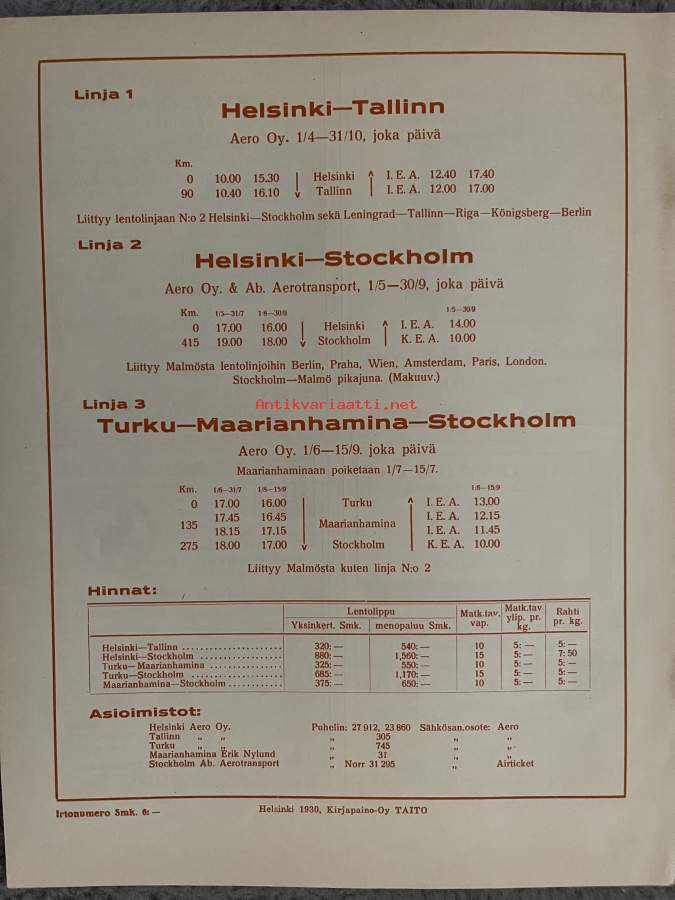 Linja 1
Helsinki—Tallinn
Aero Oy. 1/4—31/10, joka päivä
Km.
0 10.00 15.30 Helsinki I. E. A. 12.40 17.40
90 10.40 16.10 Tallinn I. E. A. 12.00 17.00
Liittyy lentolinjaan N:o 2 Helsinki—Stockholm sekä Leningrad—Tallinn—Riga—Königsberg—Berlin
Linja 2
Helsinki—Stockholm
Aero Oy. & Ab. Aerotransport, 1/5—30/9, joka päivä
Km. 1/5—31/7 1/8—30/9 1/5—30/9
0 17.00 16.00 Helsinki I. E. A. 14.00
415 19.00 18.00 Stockholm K. E. A. 10.00
Liittyy Malmösta lentolinjoihin Berlin, Praha, Wien, Amsterdam, Paris, London.
Stockholm—Malmö pikajuna. (Makuuv.)
Antikvariaatti.net
Linja 3
Turku—Maarianhamina—Stockholm
Aero Oy. 1/6—15/9. joka päivä
Maarianhaminaan poiketaan 1/7—15/7.
Km. 1/6—31/7 1/8—15/9 1/6—15/9
0 17.00 16.00 Turku I. E. A. 13.00
135 17.45 16.45 Maarianhamina I. E. A. 12.15
18.15 17.15 I. E. A. 11.45
275 18.00 17.00 Stockholm K. E. A. 10.00
Liittyy Malmösta kuten linja N:o 2
Hinnat:
Lentolippu Matk.tav. vap. Matk.tav ylip. pr. kg. Rahti pr. kg.
Yksinkert. Smk. menopaluu Smk.
Helsinki—Tallinn 320:— 540:— 10 5:— 5:—
Helsinki—Stockholm 880:— 1,560:— 15 5:— 7:50
Turku—Maarianhamina 325:— 550:— 10 5:— 5:—
Turku—Stockholm 685:— 1,170:— 15 5:— 5:—
Maarianhamina—Stockholm 375:— 650:— 10 5:— 5:—
Asioimistot:
Helsinki Aero Oy. Puhelin: 27 912, 23 860 Sähkösan.osote: Aero
Tallinn „ „ „ 305 „ „
Turku „ „ „ 745 „ „
Maarianhamina Erik Nylund „ 31 „ „
Stockholm Ab. Aerotransport „ Norr 31 295 „ Airticket
Irtonumero Smk. 6:—
Helsinki 1930, Kirjapaino-Oy TAITO